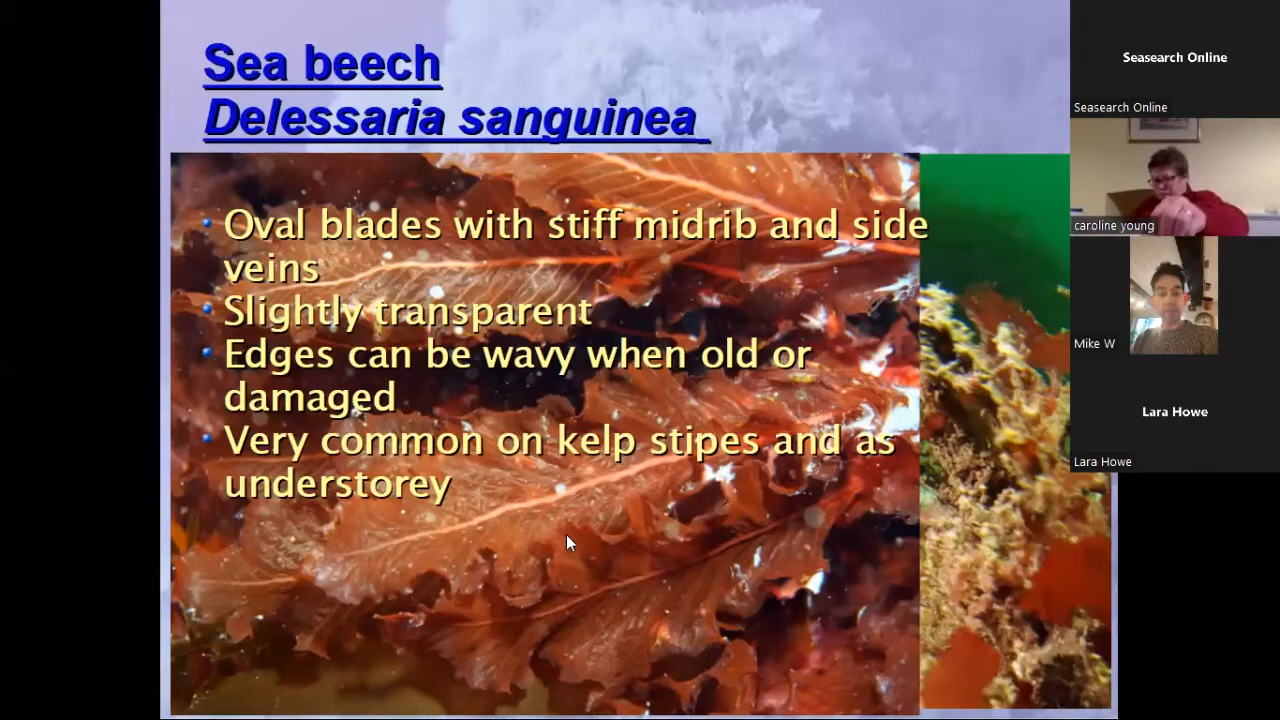 Sea beech
Delessaria sanguinea
• Oval blades with stiff midrib and side
veins
• Slightly transparent
• Edges can be wavy when old or
damaged
• Very common on kelp stipes and as
understorey
Seasearch Online
Seasearch Online
caroline young
Mike W
Lara Howe
Lara Howe